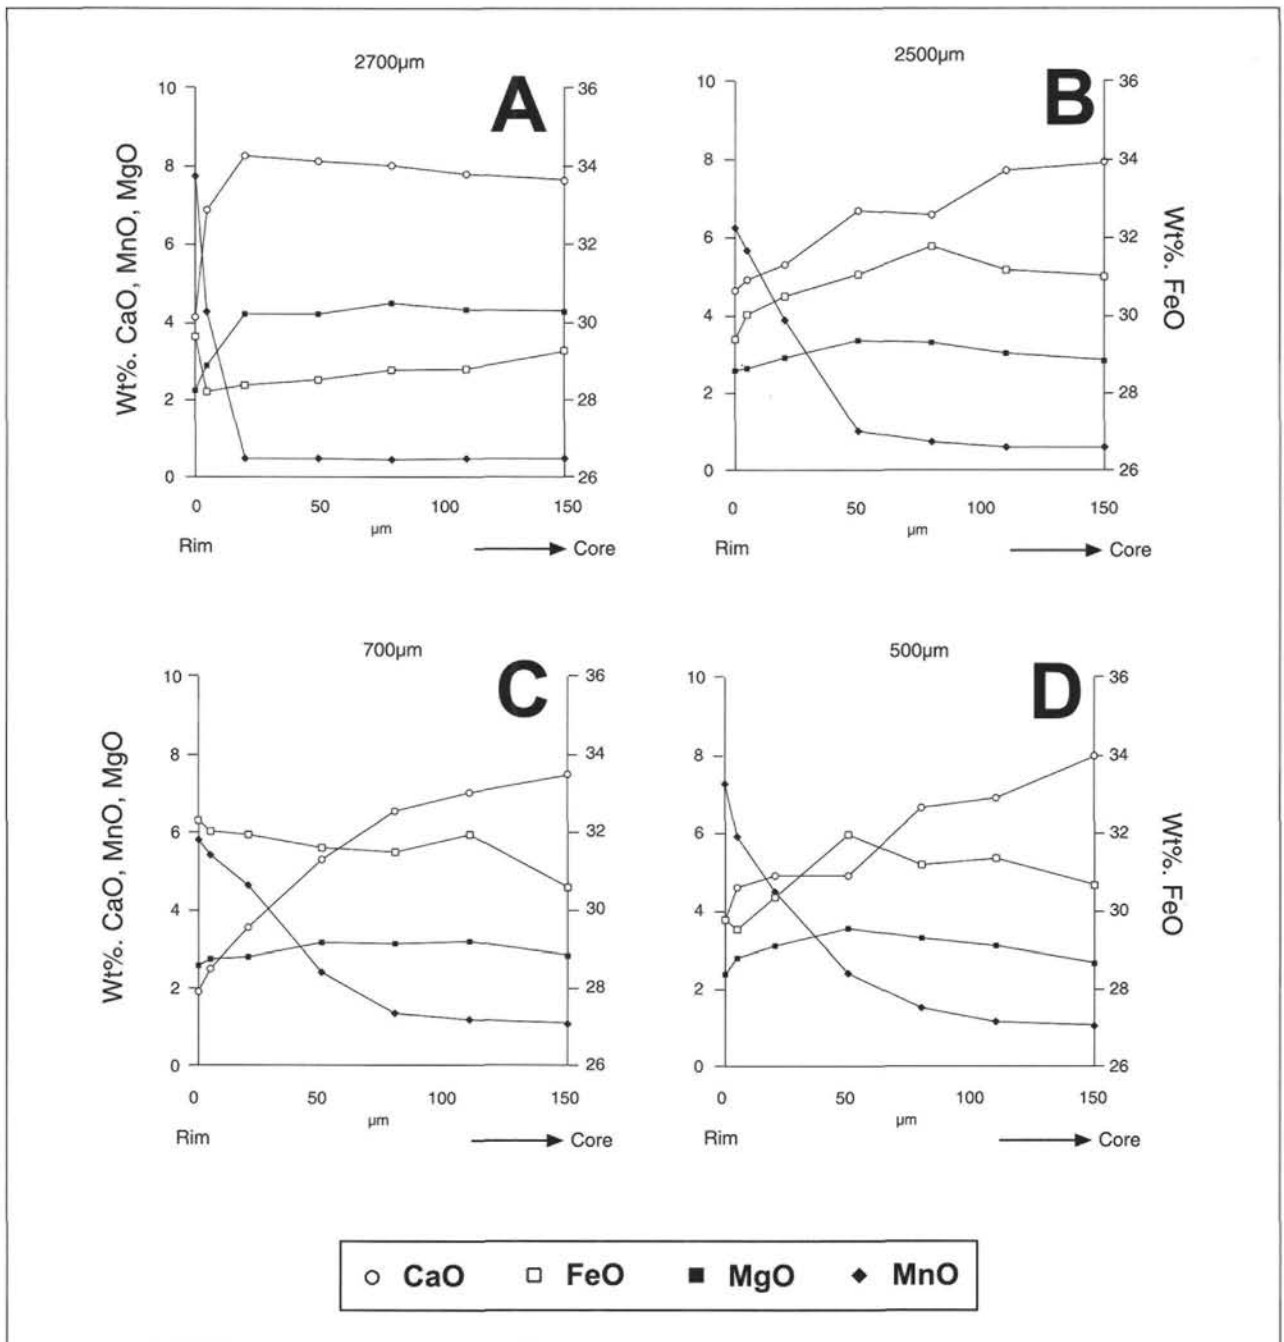 2700µm
A
10
8
6
4
2
0
36
34
32
30
28
26
Wt%. CaO, MnO, MgO
0 50 100 150
µm
Rim Core
2500µm
B
10
8
6
4
2
0
36
34
32
30
28
26
Wt%. FeO
0 50 100 150
µm
Rim Core
700µm
C
10
8
6
4
2
0
36
34
32
30
28
26
Wt%. CaO, MnO, MgO
0 50 100 150
µm
Rim Core
500µm
D
10
8
6
4
2
0
36
34
32
30
28
26
Wt%. FeO
0 50 100 150
µm
Rim Core
CaO FeO MgO MnO